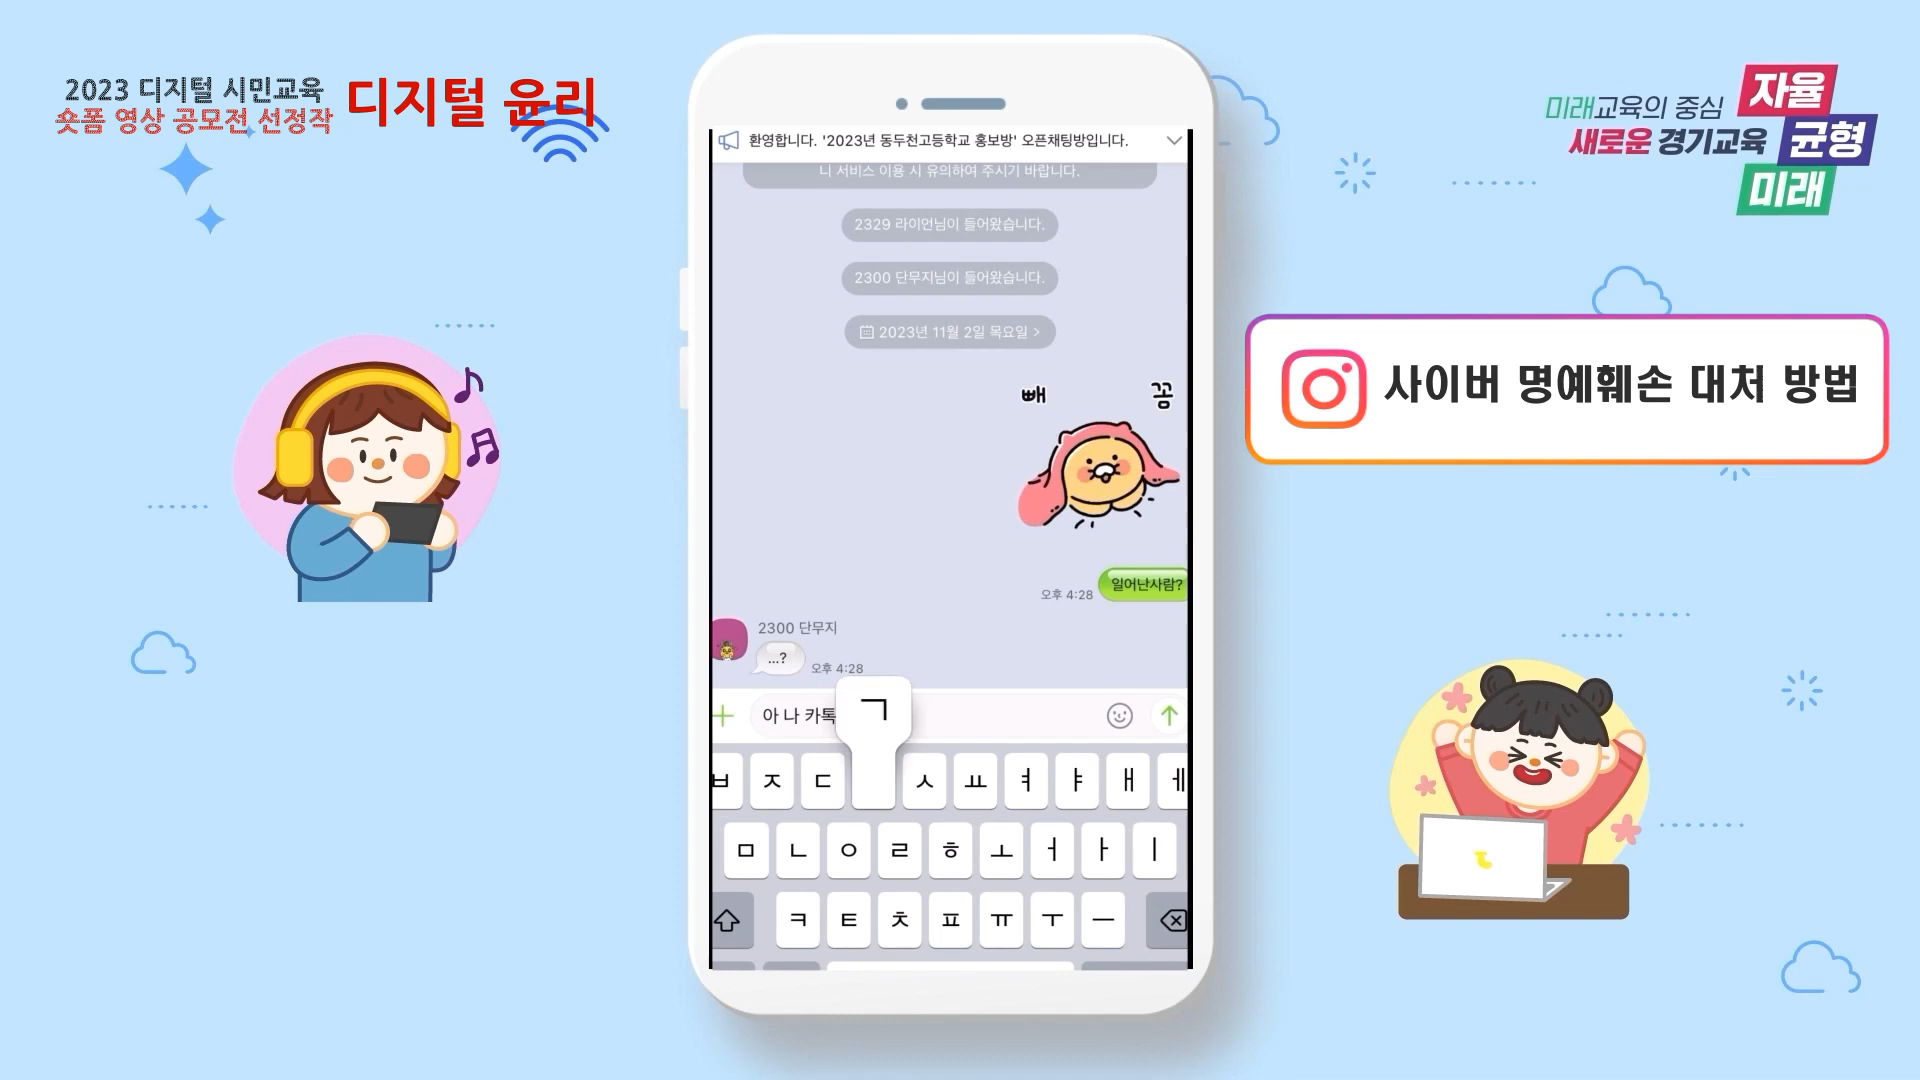 2023 디지털 시민교육
숏폼 영상 공모전 선정작
디지털 윤리
미래교육의 중심
새로운 경기교육
자율
균형
미래
환영합니다. '2023년 동두천고등학교 홍보방' 오픈채팅방입니다.
니 서비스 이용 시 유의하여 주시기 바랍니다.
2329 라이언님이 들어왔습니다.
2300 단무지님이 들어왔습니다.
2023년 11월 2일 목요일 >
빼 꼼
사이버 명예훼손 대처 방법
일어난사람?
오후 4:28
2300 단무지
...?
오후 4:28
아 나 카톡
ㄱ
ㅂ ㅈ ㄷ ㅅ ㅛ ㅕ ㅑ ㅐ ㅔ
ㅁ ㄴ ㅇ ㄹ ㅎ ㅗ ㅓ ㅏ ㅣ
ㅋ ㅌ ㅊ ㅍ ㅠ ㅜ ㅡ